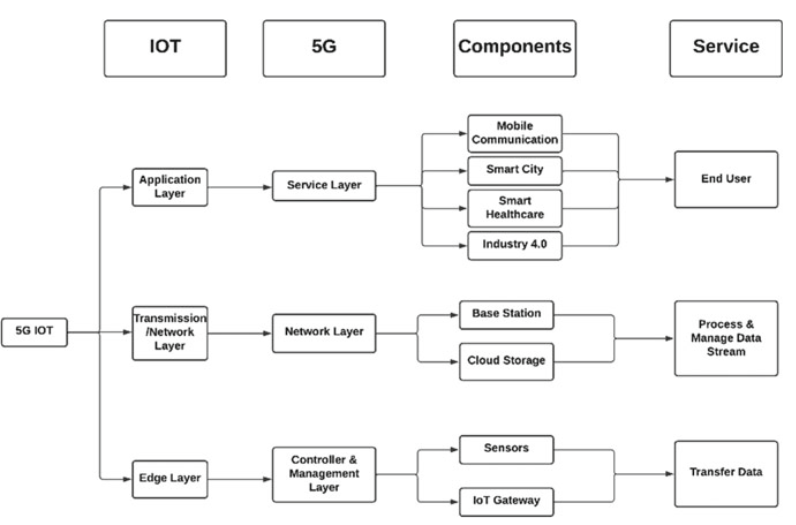 IOT
5G
Components
Service
Mobile
Communication
Application
Layer
Service Layer
Smart City
End User
Smart
Healthcare
Industry 4.0
5G IOT
Transmission
/Network
Layer
Network Layer
Base Station
Cloud Storage
Process &
Manage Data
Stream
Edge Layer
Controller &
Management
Layer
Sensors
IoT Gateway
Transfer Data